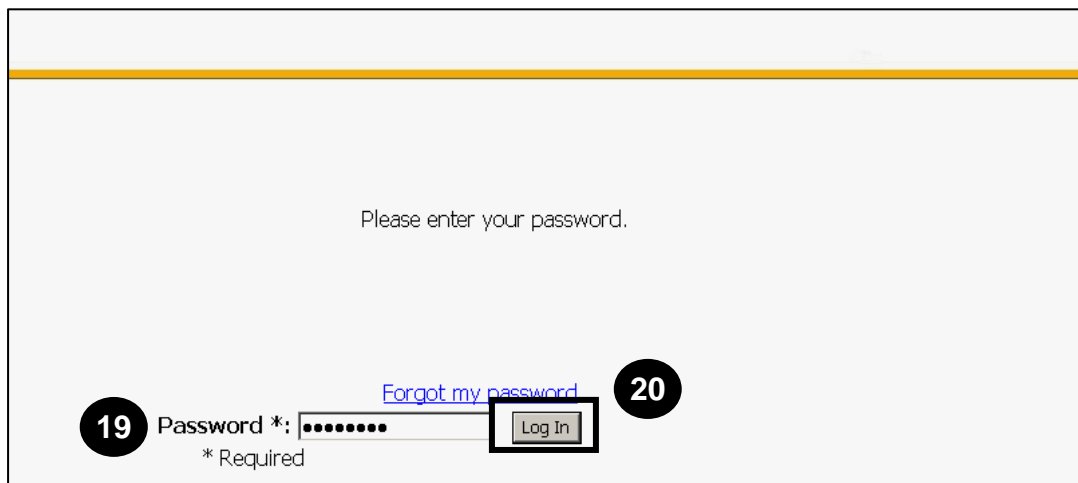 Please enter your password.
Forgot my password
20
19
Password *: ••••••••
Log In
* Required